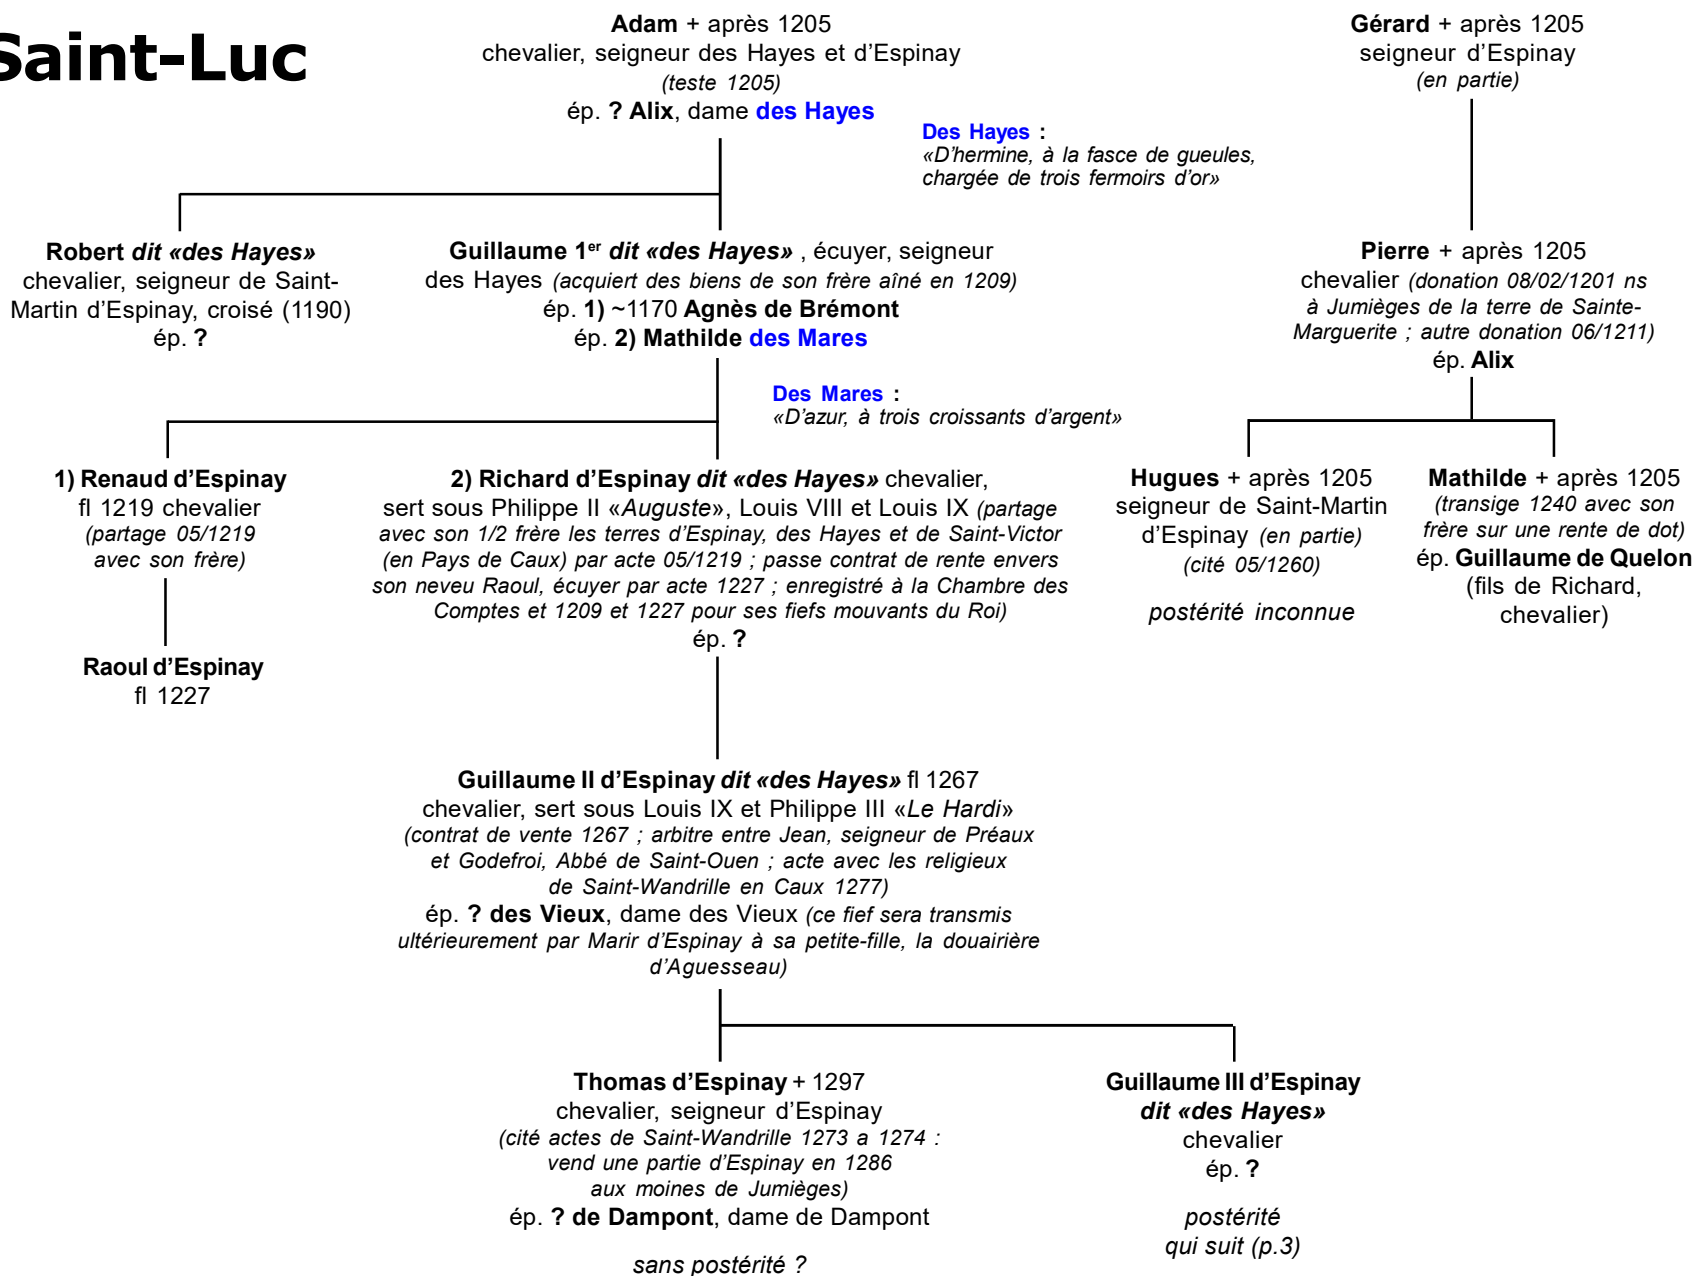 Saint-Luc
Adam + après 1205
chevalier, seigneur des Hayes et d'Espinay
(teste 1205)
ép. ? Alix, dame des Hayes
Gérard + après 1205
seigneur d'Espinay
(en partie)
Des Hayes :
«D'hermine, à la fasce de gueules,
chargée de trois fermoirs d'or»
Robert dit «des Hayes»
chevalier, seigneur de Saint-
Martin d'Espinay, croisé (1190)
ép. ?
Guillaume 1er dit «des Hayes» , écuyer, seigneur
des Hayes (acquiert des biens de son frère aîné en 1209)
ép. 1) ~1170 Agnès de Brémont
ép. 2) Mathilde des Mares
Pierre + après 1205
chevalier (donation 08/02/1201 ns
à Jumièges de la terre de Sainte-
Marguerite ; autre donation 06/1211)
ép. Alix
Des Mares :
«D'azur, à trois croissants d'argent»
1) Renaud d'Espinay
fl 1219 chevalier
(partage 05/1219
avec son frère)
2) Richard d'Espinay dit «des Hayes» chevalier,
sert sous Philippe II «Auguste», Louis VIII et Louis IX (partage
avec son 1/2 frère les terres d'Espinay, des Hayes et de Saint-Victor
(en Pays de Caux) par acte 05/1219 ; passe contrat de rente envers
son neveu Raoul, écuyer par acte 1227 ; enregistré à la Chambre des
Comptes et 1209 et 1227 pour ses fiefs mouvants du Roi)
ép. ?
Hugues + après 1205
seigneur de Saint-Martin
d'Espinay (en partie)
(cité 05/1260)
postérité inconnue
Mathilde + après 1205
(transige 1240 avec son
frère sur une rente de dot)
ép. Guillaume de Quelon
(fils de Richard,
chevalier)
Raoul d'Espinay
fl 1227
Guillaume II d'Espinay dit «des Hayes» fl 1267
chevalier, sert sous Louis IX et Philippe III «Le Hardi»
(contrat de vente 1267 ; arbitre entre Jean, seigneur de Préaux
et Godefroi, Abbé de Saint-Ouen ; acte avec les religieux
de Saint-Wandrille en Caux 1277)
ép. ? des Vieux, dame des Vieux (ce fief sera transmis
ultérieurement par Marir d'Espinay à sa petite-fille, la douairière
d'Aguesseau)
Thomas d'Espinay + 1297
chevalier, seigneur d'Espinay
(cité actes de Saint-Wandrille 1273 a 1274 :
vend une partie d'Espinay en 1286
aux moines de Jumièges)
ép. ? de Dampont, dame de Dampont
sans postérité ?
Guillaume III d'Espinay
dit «des Hayes»
chevalier
ép. ?
postérité
qui suit (p.3)